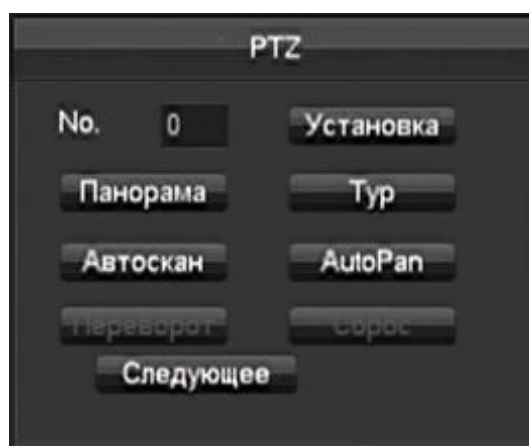 PTZ
No. 0 Установка
Панорама Тур
Автоскан AutoPan
Переворот Сброс
Следующее